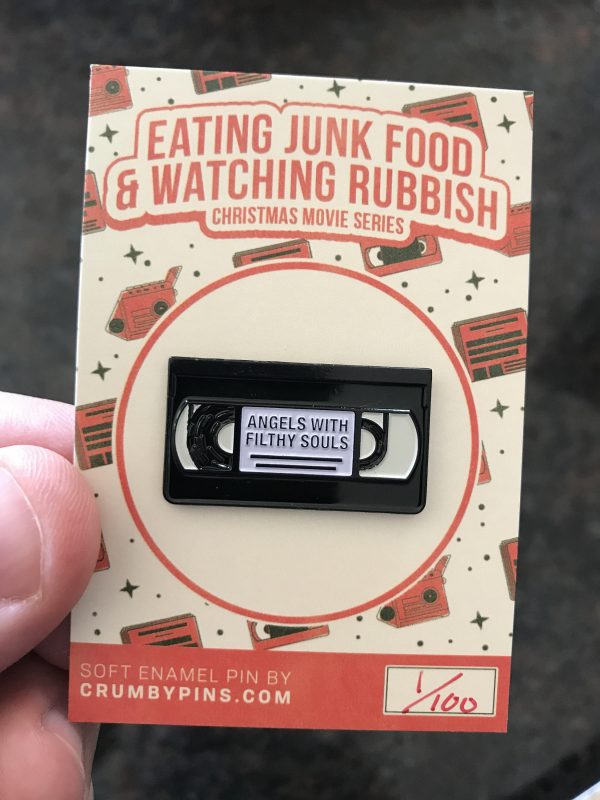 EATING JUNK FOOD
& WATCHING RUBBISH
CHRISTMAS MOVIE SERIES
ANGELS WITH
FILTHY SOULS
SOFT ENAMEL PIN BY
CRUMBYPINS.COM
1/100